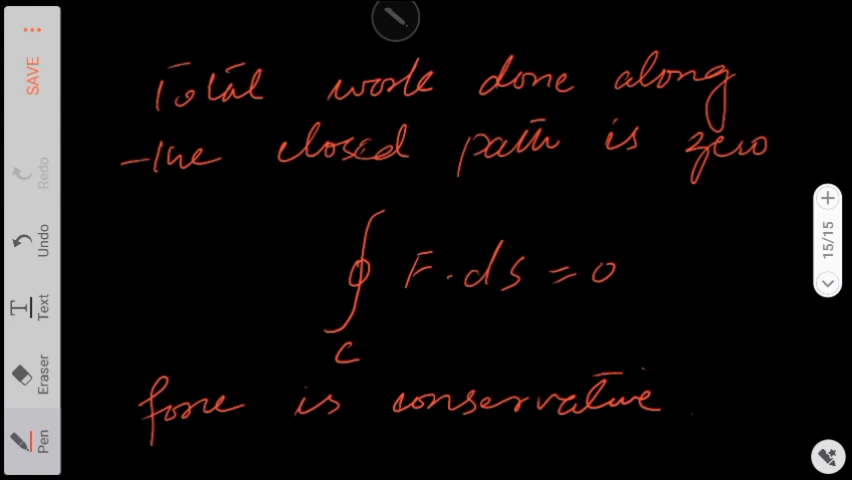 Total work done along
the closed path is zero
∮ F . ds = 0
C
force is conservative.
SAVE
Redo
Undo
Text
Eraser
Pen
15/15